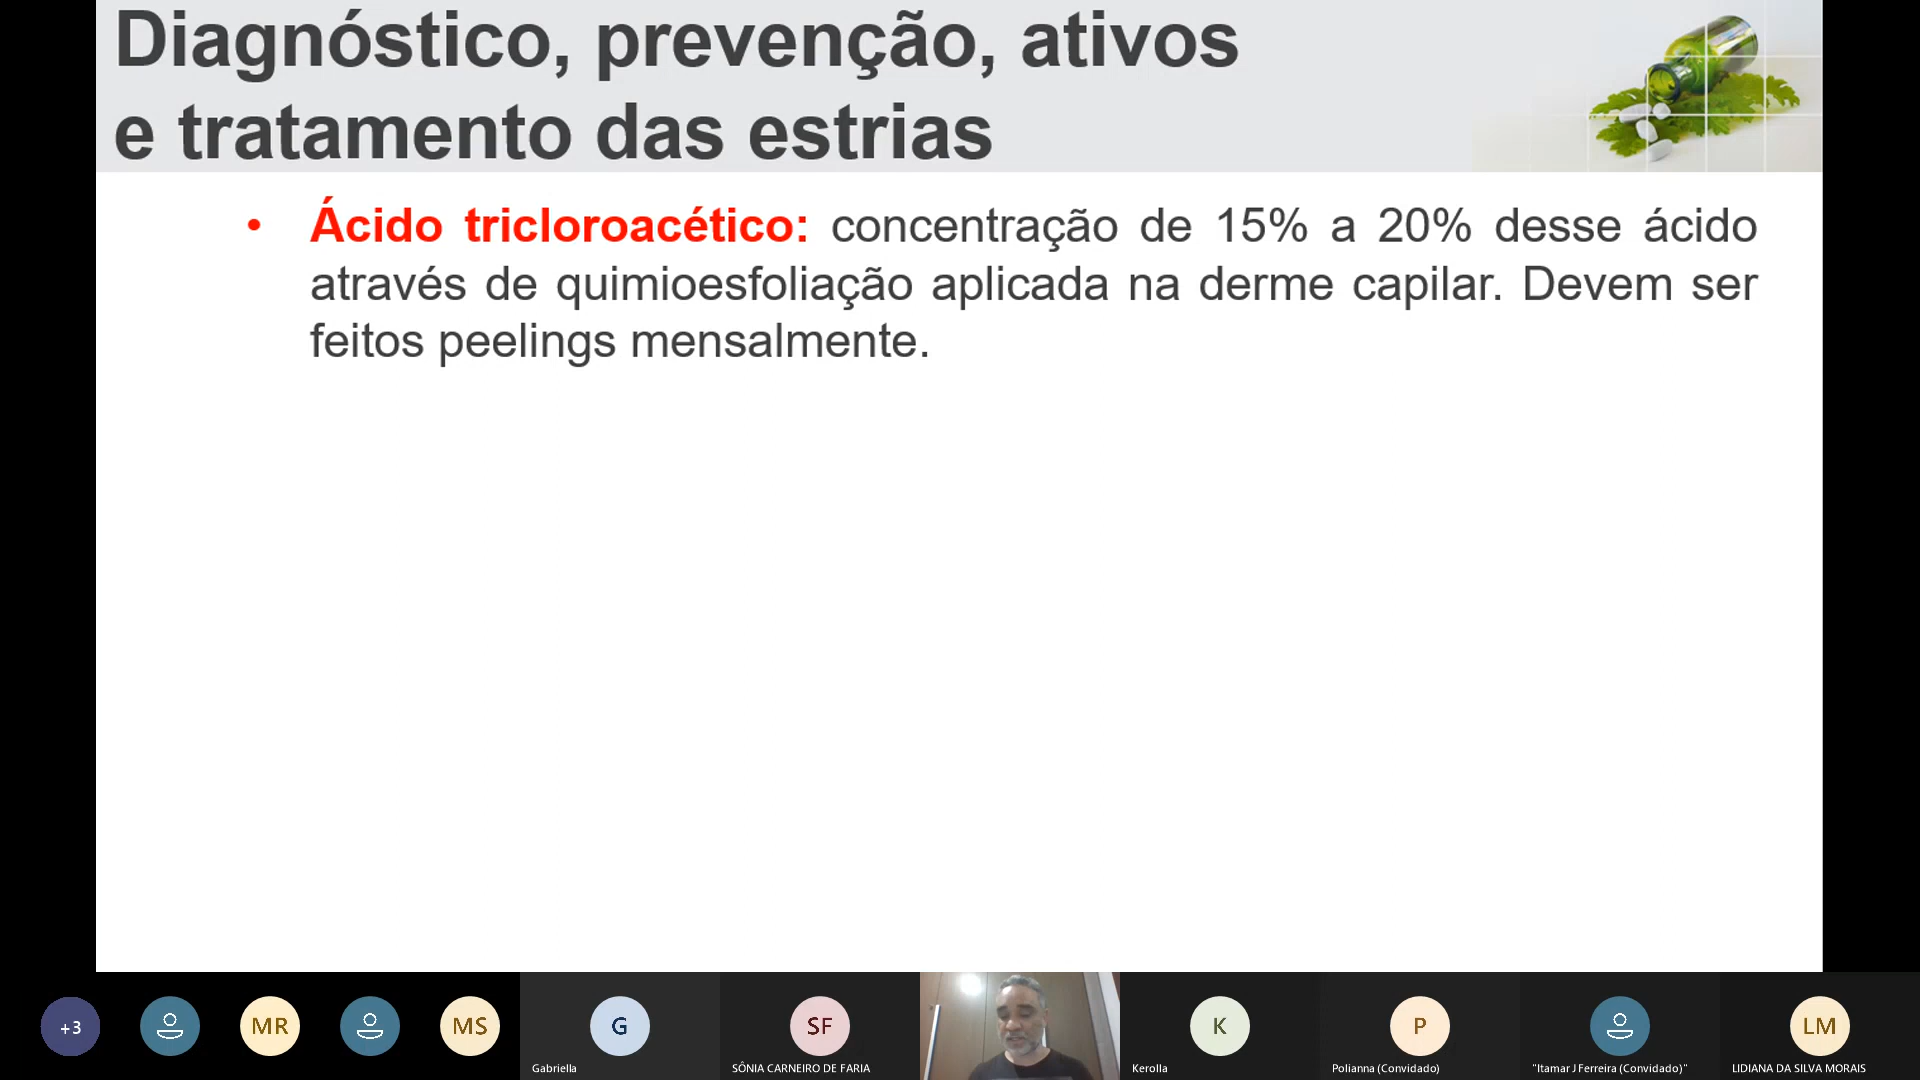 Diagnóstico, prevenção, ativos
e tratamento das estrias
• Ácido tricloroacético: concentração de 15% a 20% desse ácido
através de quimioesfoliação aplicada na derme capilar. Devem ser
feitos peelings mensalmente.
+3
MR
MS
G
SF
K
P
LM
Gabriella
SÔNIA CARNEIRO DE FARIA
Kerolla
Polianna (Convidado)
"Itamar J Ferreira (Convidado)"
LIDIANA DA SILVA MORAIS